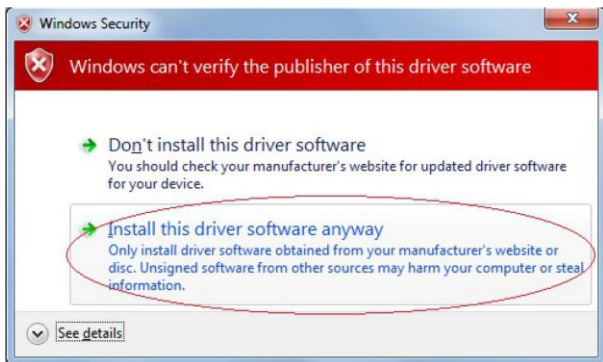 Windows Security
Windows can't verify the publisher of this driver software
Don't install this driver software
You should check your manufacturer's website for updated driver software
for your device.
Install this driver software anyway
Only install driver software obtained from your manufacturer's website or
disc. Unsigned software from other sources may harm your computer or steal
information.
See details